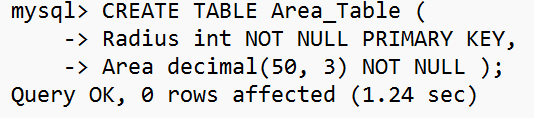 mysql> CREATE TABLE Area_Table (
    -> Radius int NOT NULL PRIMARY KEY,
    -> Area decimal(50, 3) NOT NULL );
Query OK, 0 rows affected (1.24 sec)